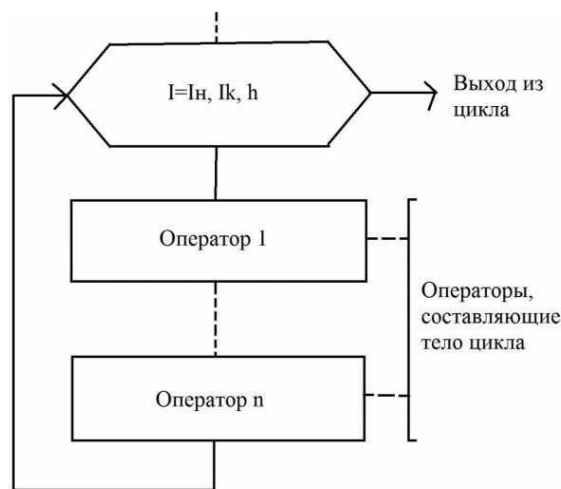 I=Iн, Ik, h
Выход из
цикла
Оператор 1
Операторы,
составляющие
тело цикла
Оператор n